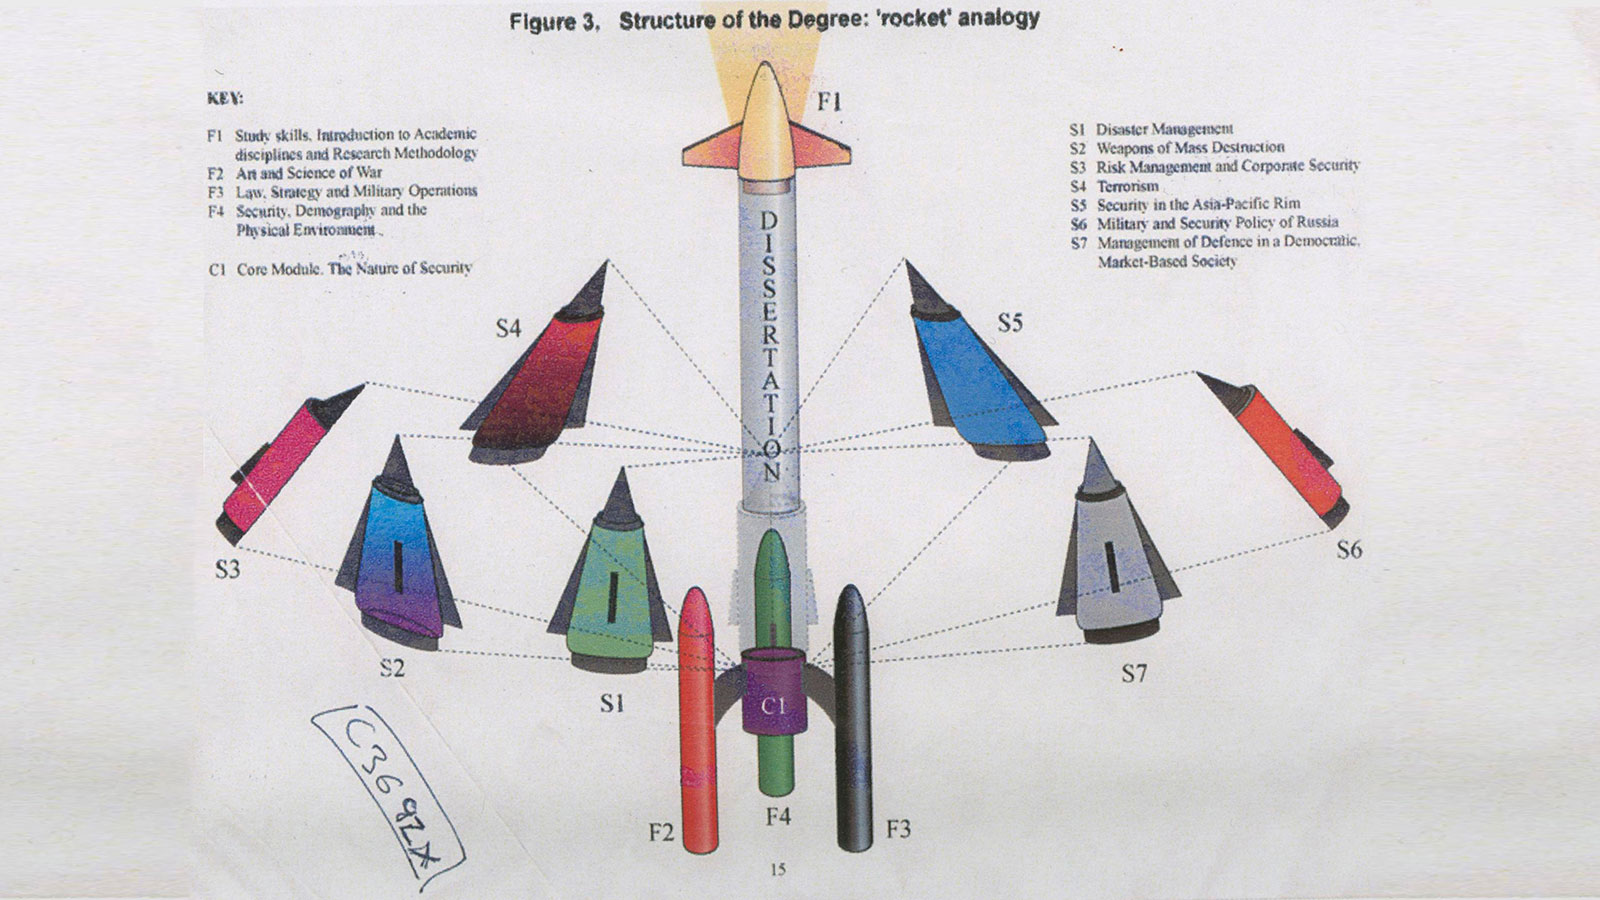 Figure 3. Structure of the Degree: 'rocket' analogy
KEY:
F1 Study skills, Introduction to Academic
disciplines and Research Methodology
F2 Art and Science of War
F3 Law, Strategy and Military Operations
F4 Security, Demography and the
Physical Environment
C1 Core Module. The Nature of Security
S1 Disaster Management
S2 Weapons of Mass Destruction
S3 Risk Management and Corporate Security
S4 Terrorism
S5 Security in the Asia-Pacific Rim
S6 Military and Security Policy of Russia
S7 Management of Defence in a Democratic,
Market-Based Society
F1
DISSERTATION
S4
S5
S3
S6
S2
S7
S1
C1
F4
F2
F3
15